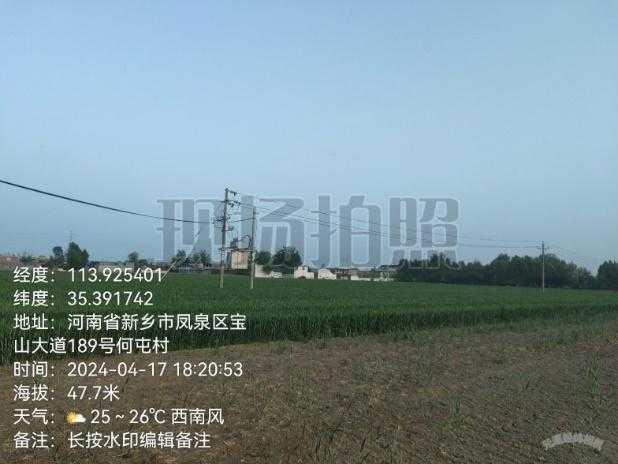 现场拍照
经度：113.925401
纬度：35.391742
地址：河南省新乡市凤泉区宝
山大道189号何屯村
时间：2024-04-17 18:20:53
海拔：47.7米
天气：25 ~ 26℃ 西南风
备注：长按水印编辑备注